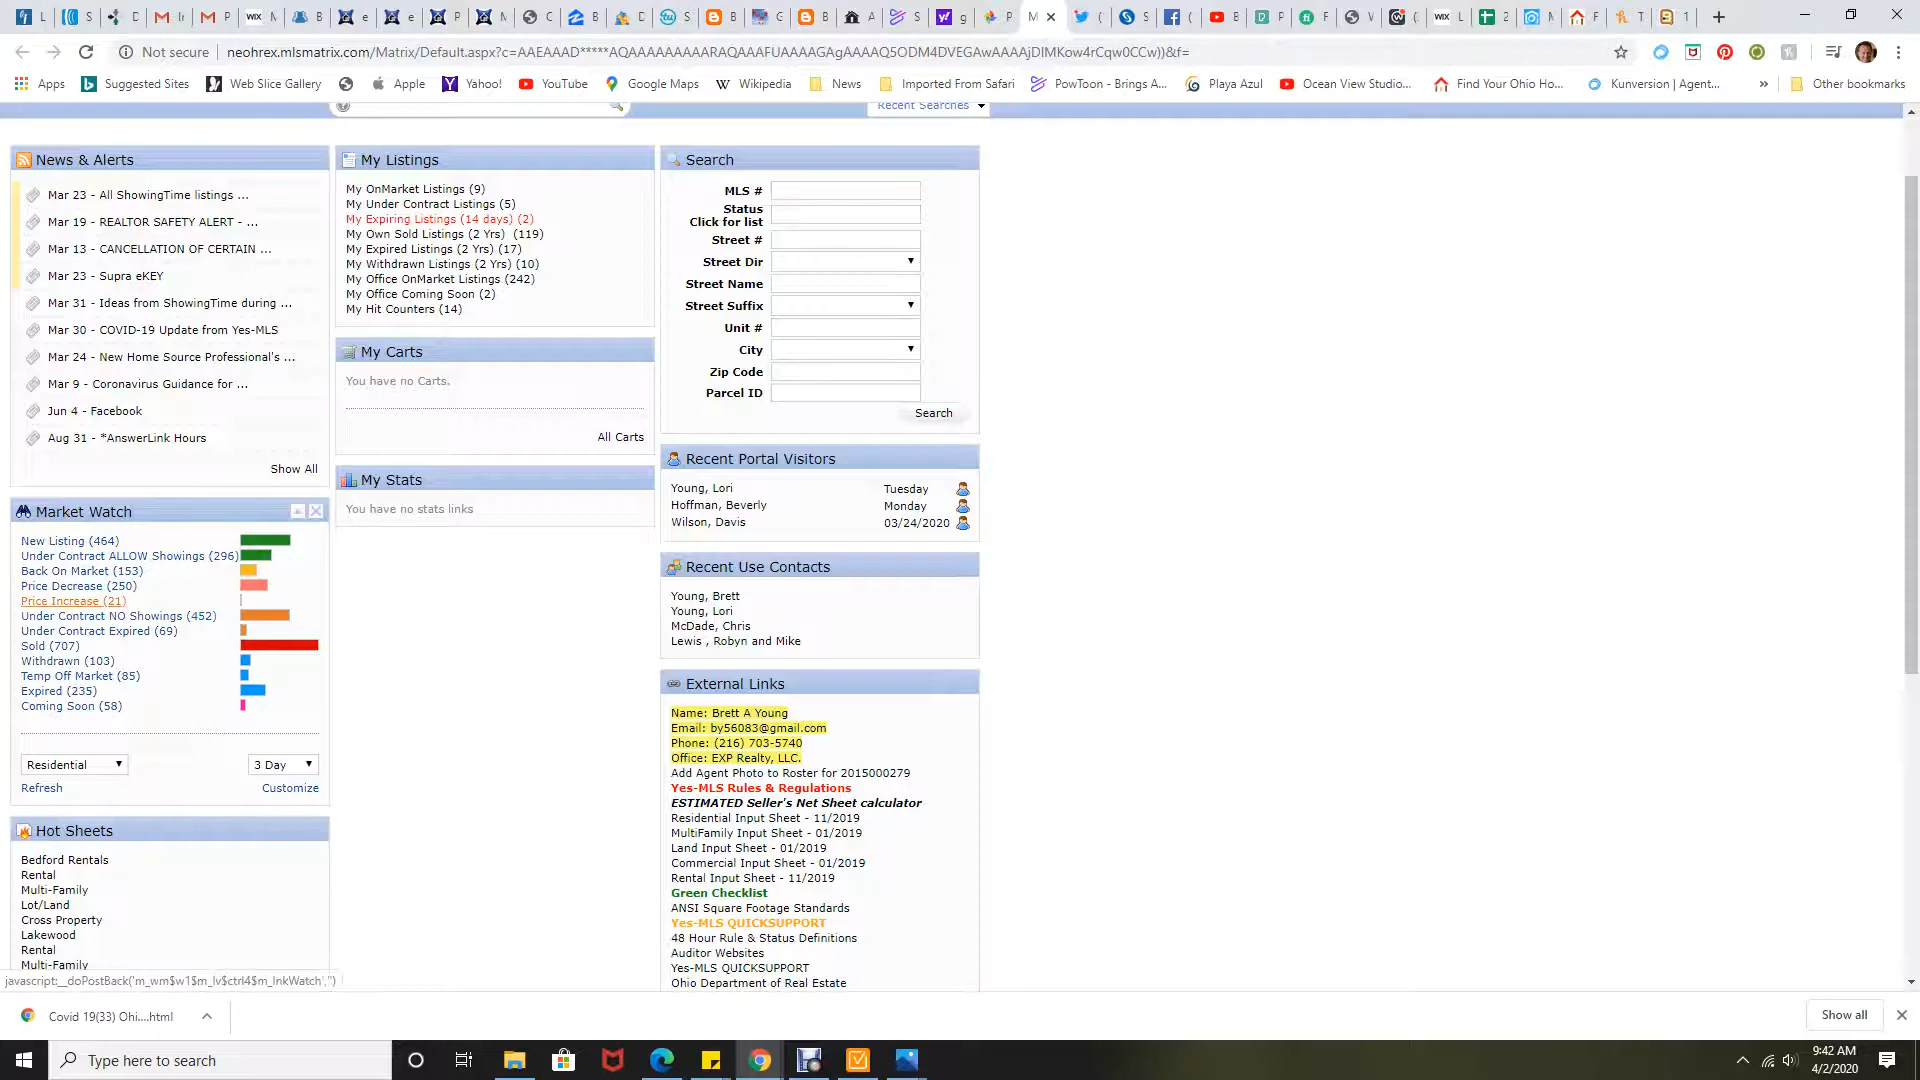 Not secure | neohrex.mlsmatrix.com/Matrix/Default.aspx?c=AAEAAAD*****AQAAAAAAAAARAQAAAFUAAAAGAgAAAAQ5ODM4DVEGAwAAAAjDlMKow4rCqw0CCw))&f=
Apps Suggested Sites Web Slice Gallery Apple Yahoo! YouTube Google Maps Wikipedia News Imported From Safari PowToon - Brings A... Playa Azul Ocean View Studio... Find Your Ohio Ho... Kunversion | Agent... » Other bookmarks
Recent Searches
News & Alerts
Mar 23 - All ShowingTime listings ...
Mar 19 - REALTOR SAFETY ALERT - ...
Mar 13 - CANCELLATION OF CERTAIN ...
Mar 23 - Supra eKEY
Mar 31 - Ideas from ShowingTime during ...
Mar 30 - COVID-19 Update from Yes-MLS
Mar 24 - New Home Source Professional's ...
Mar 9 - Coronavirus Guidance for ...
Jun 4 - Facebook
Aug 31 - *AnswerLink Hours
Show All
Market Watch
New Listing (464)
Under Contract ALLOW Showings (296)
Back On Market (153)
Price Decrease (250)
Price Increase (21)
Under Contract NO Showings (452)
Under Contract Expired (69)
Sold (707)
Withdrawn (103)
Temp Off Market (85)
Expired (235)
Coming Soon (58)
Residential 3 Day
Refresh Customize
Hot Sheets
Bedford Rentals
Rental
Multi-Family
Lot/Land
Cross Property
Lakewood
Rental
Multi-Family
My Listings
My OnMarket Listings (9)
My Under Contract Listings (5)
My Expiring Listings (14 days) (2)
My Own Sold Listings (2 Yrs) (119)
My Expired Listings (2 Yrs) (17)
My Withdrawn Listings (2 Yrs) (10)
My Office OnMarket Listings (242)
My Office Coming Soon (2)
My Hit Counters (14)
My Carts
You have no Carts.
All Carts
My Stats
You have no stats links
Search
MLS #
Status
Click for list
Street #
Street Dir
Street Name
Street Suffix
Unit #
City
Zip Code
Parcel ID
Search
Recent Portal Visitors
Young, Lori Tuesday
Hoffman, Beverly Monday
Wilson, Davis 03/24/2020
Recent Use Contacts
Young, Brett
Young, Lori
McDade, Chris
Lewis , Robyn and Mike
External Links
Name: Brett A Young
Email: by56083@gmail.com
Phone: (216) 703-5740
Office: EXP Realty, LLC.
Add Agent Photo to Roster for 2015000279
Yes-MLS Rules & Regulations
ESTIMATED Seller's Net Sheet calculator
Residential Input Sheet - 11/2019
MultiFamily Input Sheet - 01/2019
Land Input Sheet - 01/2019
Commercial Input Sheet - 01/2019
Rental Input Sheet - 11/2019
Green Checklist
ANSI Square Footage Standards
Yes-MLS QUICKSUPPORT
48 Hour Rule & Status Definitions
Auditor Websites
Yes-MLS QUICKSUPPORT
Ohio Department of Real Estate
javascript:__doPostBack('m_wm$w1$m_lv$ctrl4$m_lnkWatch','')
Covid 19(33) Ohi....html
Show all
Type here to search
9:42 AM
4/2/2020